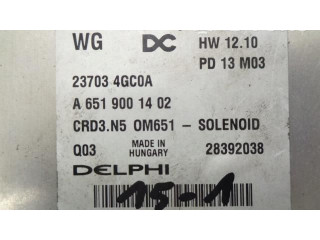 WG DC HW 12.10
PD 13 M03
23703 4GC0A
A 651 900 14 02
CRD3.N5 OM651 - SOLENOID
Q03 MADE IN HUNGARY 28392038
DELPHI
15-1